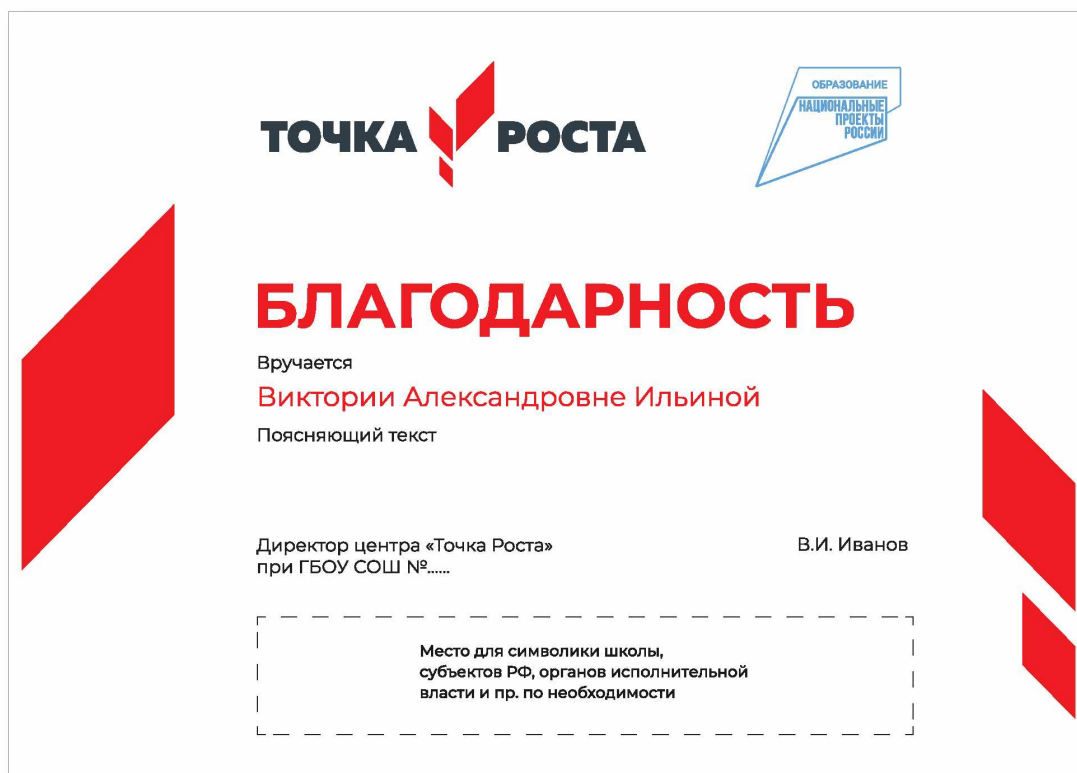 ТОЧКА РОСТА
ОБРАЗОВАНИЕ
НАЦИОНАЛЬНЫЕ
ПРОЕКТЫ
РОССИИ
БЛАГОДАРНОСТЬ
Вручается
Виктории Александровне Ильиной
Поясняющий текст
Директор центра «Точка Роста»
при ГБОУ СОШ №......
В.И. Иванов
Место для символики школы,
субъектов РФ, органов исполнительной
власти и пр. по необходимости